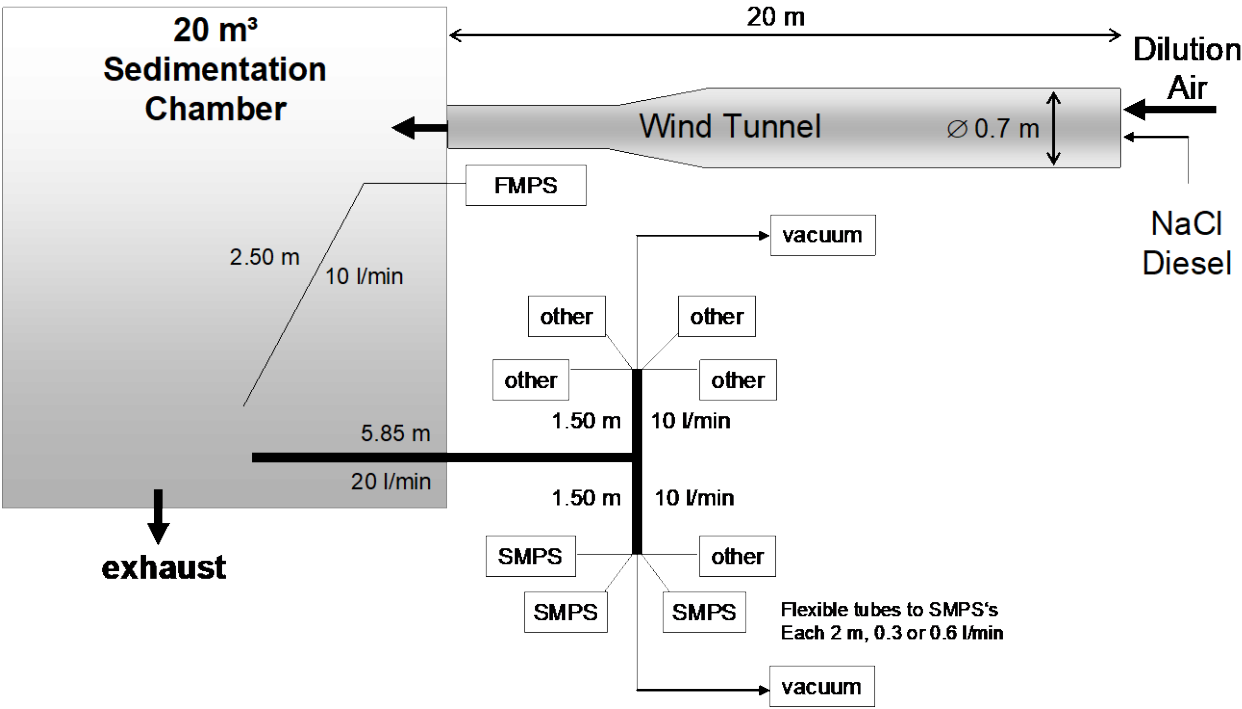 20 m³
Sedimentation
Chamber
20 m
Dilution
Air
Wind Tunnel
∅ 0.7 m
NaCl
Diesel
FMPS
2.50 m
10 l/min
vacuum
other
other
other
other
1.50 m
10 l/min
5.85 m
20 l/min
1.50 m
10 l/min
exhaust
SMPS
other
SMPS
SMPS
Flexible tubes to SMPS's
Each 2 m, 0.3 or 0.6 l/min
vacuum